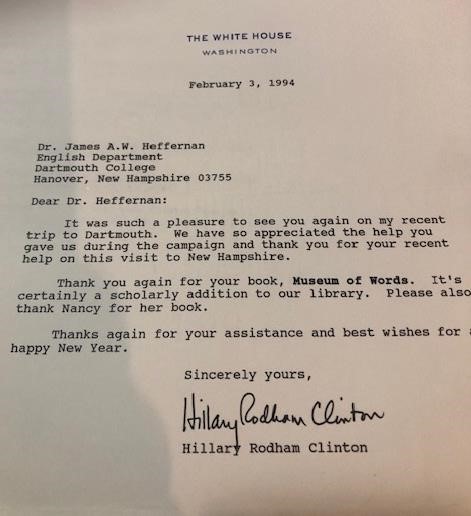 THE WHITE HOUSE
WASHINGTON
February 3, 1994
Dr. James A.W. Heffernan
English Department
Dartmouth College
Hanover, New Hampshire 03755
Dear Dr. Heffernan:
It was such a pleasure to see you again on my recent
trip to Dartmouth. We have so appreciated the help you
gave us during the campaign and thank you for your recent
help on this visit to New Hampshire.
Thank you again for your book, Museum of Words. It's
certainly a scholarly addition to our library. Please also
thank Nancy for her book.
Thanks again for your assistance and best wishes for a
happy New Year.
Sincerely yours,
Hillary Rodham Clinton
Hillary Rodham Clinton